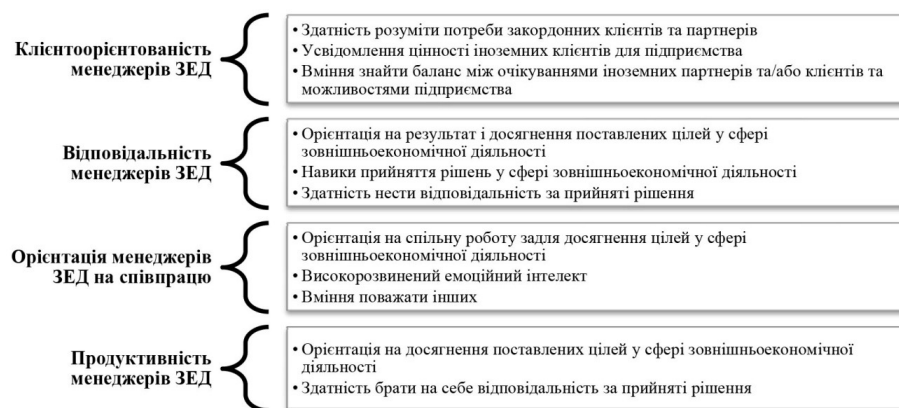 Клієнтоорієнтованість
менеджерів ЗЕД
• Здатність розуміти потреби закордонних клієнтів та партнерів
• Усвідомлення цінності іноземних клієнтів для підприємства
• Вміння знайти баланс між очікуваннями іноземних партнерів та/або клієнтів та
можливостями підприємства
Відповідальність
менеджерів ЗЕД
• Орієнтація на результат і досягнення поставлених цілей у сфері
зовнішньоекономічної діяльності
• Навики прийняття рішень у сфері зовнішньоекономічної діяльності
• Здатність нести відповідальність за прийняті рішення
Орієнтація менеджерів
ЗЕД на співпрацю
• Орієнтація на спільну роботу задля досягнення цілей у сфері
зовнішньоекономічної діяльності
• Високорозвинений емоційний інтелект
• Вміння поважати інших
Продуктивність
менеджерів ЗЕД
• Орієнтація на досягнення поставлених цілей у сфері зовнішньоекономічної
діяльності
• Здатність брати на себе відповідальність за прийняті рішення